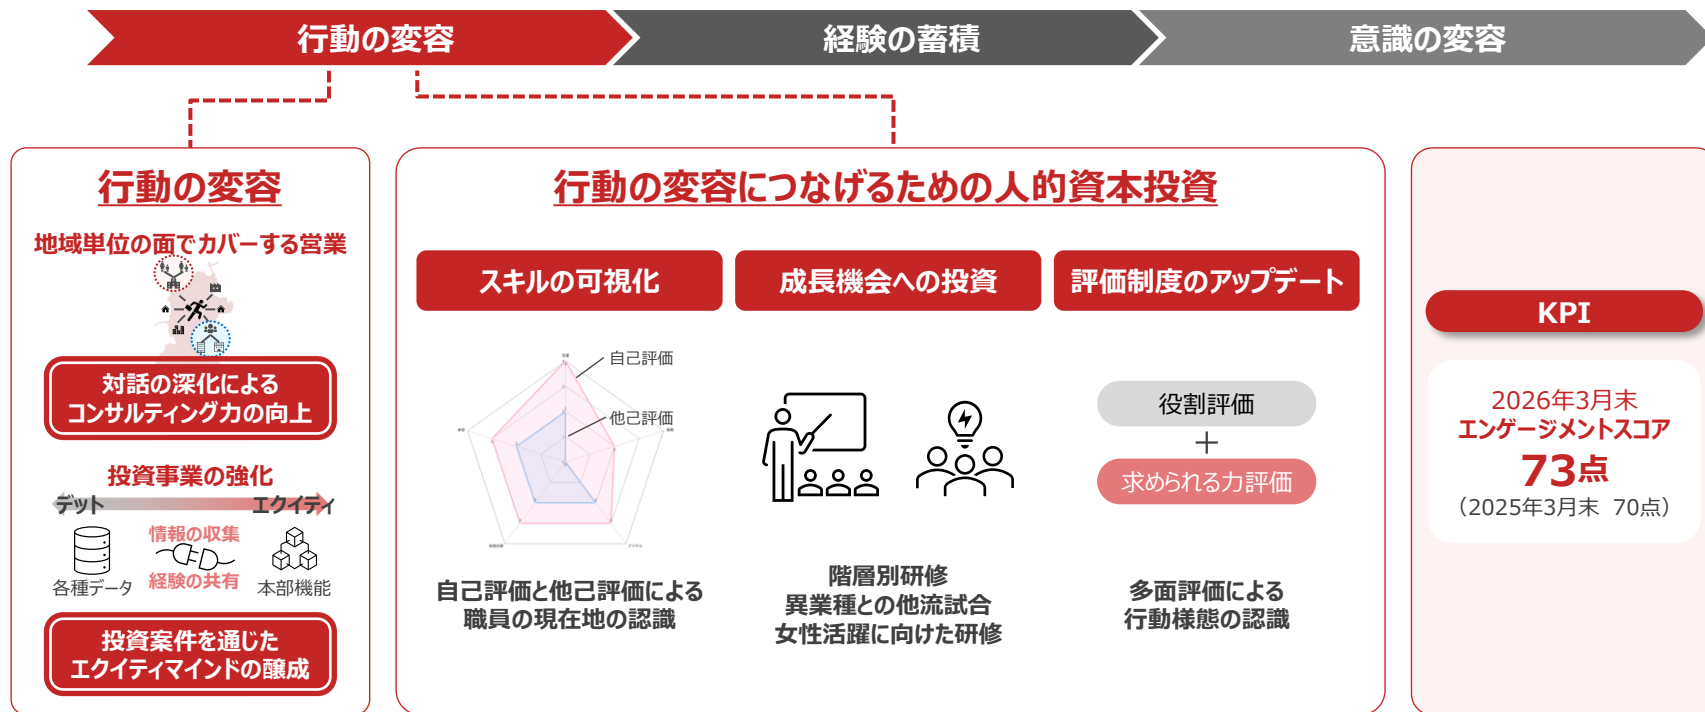 行動の変容
経験の蓄積
意識の変容
行動の変容
地域単位の面でカバーする営業
対話の深化による
コンサルティング力の向上
投資事業の強化
デット
エクイティ
情報の収集
経験の共有
各種データ
本部機能
投資案件を通じた
エクイティマインドの醸成
行動の変容につなげるための人的資本投資
スキルの可視化
自己評価
他己評価
自己評価と他己評価による
職員の現在地の認識
成長機会への投資
階層別研修
異業種との他流試合
女性活躍に向けた研修
評価制度のアップデート
役割評価
+
求められる力評価
多面評価による
行動様態の認識
KPI
2026年3月末
エンゲージメントスコア
73点
（2025年3月末 70点）